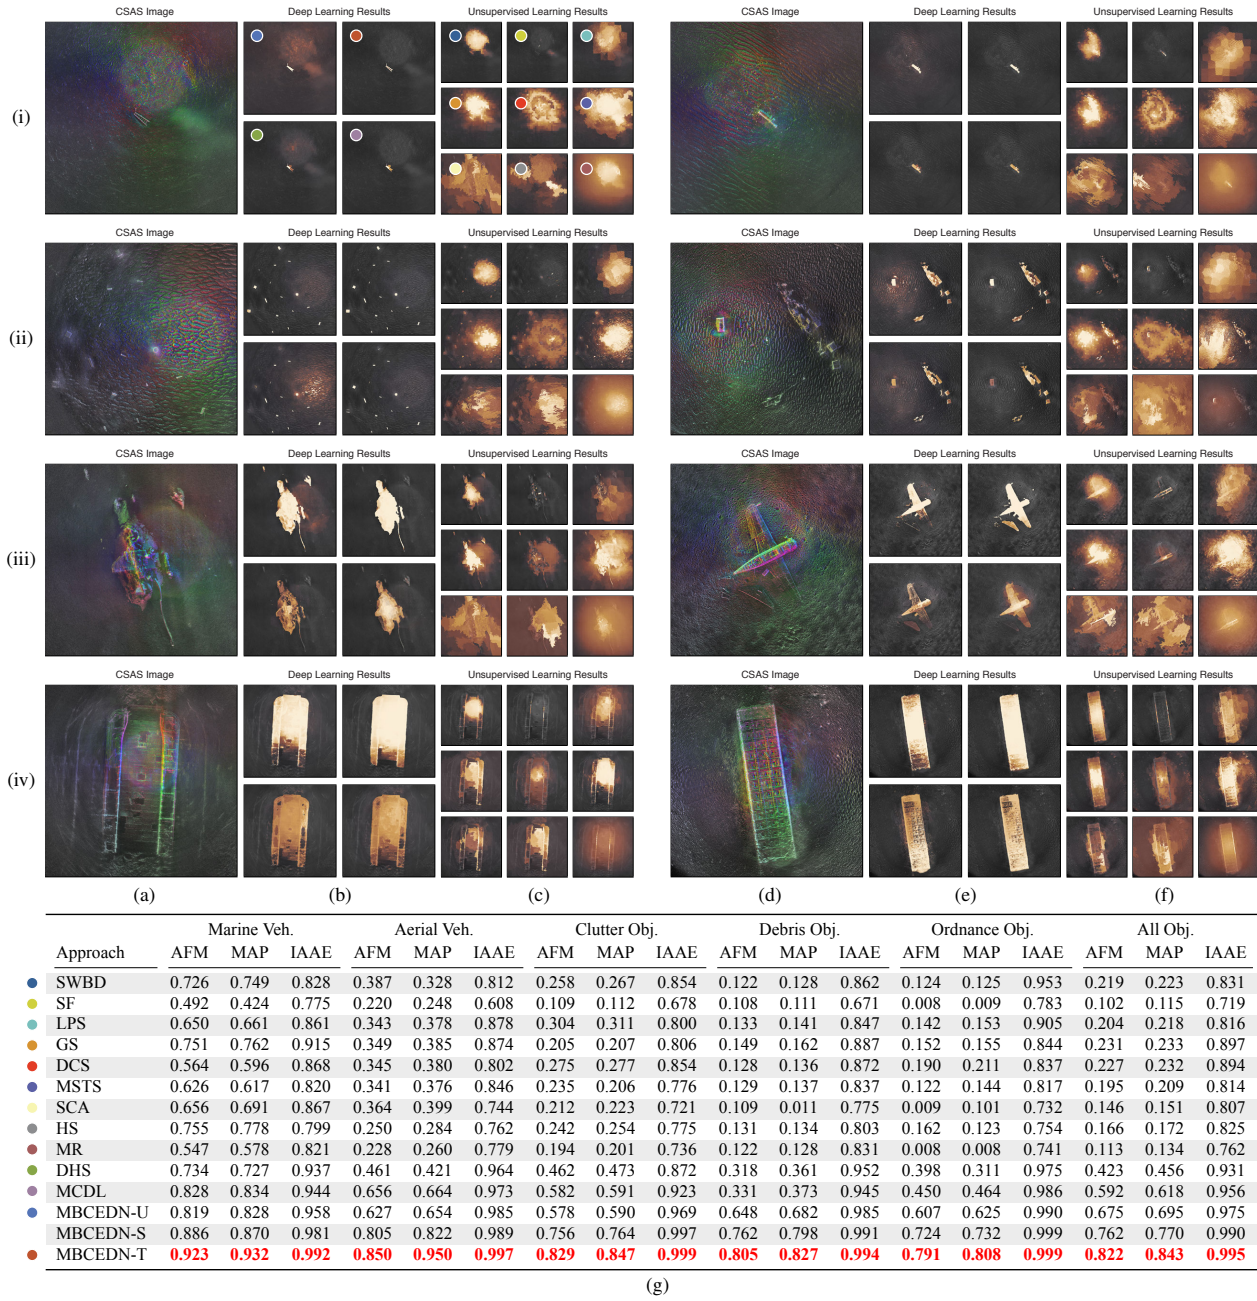 CSAS Image Deep Learning Results Unsupervised Learning Results CSAS Image Deep Learning Results Unsupervised Learning Results
(i)
CSAS Image Deep Learning Results Unsupervised Learning Results CSAS Image Deep Learning Results Unsupervised Learning Results
(ii)
CSAS Image Deep Learning Results Unsupervised Learning Results CSAS Image Deep Learning Results Unsupervised Learning Results
(iii)
CSAS Image Deep Learning Results Unsupervised Learning Results CSAS Image Deep Learning Results Unsupervised Learning Results
(iv)
(a) (b) (c) (d) (e) (f)
Marine Veh. Aerial Veh. Clutter Obj. Debris Obj. Ordnance Obj. All Obj.
Approach AFM MAP IAAE AFM MAP IAAE AFM MAP IAAE AFM MAP IAAE AFM MAP IAAE AFM MAP IAAE
SWBD 0.726 0.749 0.828 0.387 0.328 0.812 0.258 0.267 0.854 0.122 0.128 0.862 0.124 0.125 0.953 0.219 0.223 0.831
SF 0.492 0.424 0.775 0.220 0.248 0.608 0.109 0.112 0.678 0.108 0.111 0.671 0.008 0.009 0.783 0.102 0.115 0.719
LPS 0.650 0.661 0.861 0.343 0.378 0.878 0.304 0.311 0.800 0.133 0.141 0.847 0.142 0.153 0.905 0.204 0.218 0.816
GS 0.751 0.762 0.915 0.349 0.385 0.874 0.205 0.207 0.806 0.149 0.162 0.887 0.152 0.155 0.844 0.231 0.233 0.897
DCS 0.564 0.596 0.868 0.345 0.380 0.802 0.275 0.277 0.854 0.128 0.136 0.872 0.190 0.211 0.837 0.227 0.232 0.894
MSTS 0.626 0.617 0.820 0.341 0.376 0.846 0.235 0.206 0.776 0.129 0.137 0.837 0.122 0.144 0.817 0.195 0.209 0.814
SCA 0.656 0.691 0.867 0.364 0.399 0.744 0.212 0.223 0.721 0.109 0.011 0.775 0.009 0.101 0.732 0.146 0.151 0.807
HS 0.755 0.778 0.799 0.250 0.284 0.762 0.242 0.254 0.775 0.131 0.134 0.803 0.162 0.123 0.754 0.166 0.172 0.825
MR 0.547 0.578 0.821 0.228 0.260 0.779 0.194 0.201 0.736 0.122 0.128 0.831 0.008 0.008 0.741 0.113 0.134 0.762
DHS 0.734 0.727 0.937 0.461 0.421 0.964 0.462 0.473 0.872 0.318 0.361 0.952 0.398 0.311 0.975 0.423 0.456 0.931
MCDL 0.828 0.834 0.944 0.656 0.664 0.973 0.582 0.591 0.923 0.331 0.373 0.945 0.450 0.464 0.986 0.592 0.618 0.956
MBCEDN-U 0.819 0.828 0.958 0.627 0.654 0.985 0.578 0.590 0.969 0.648 0.682 0.985 0.607 0.625 0.990 0.675 0.695 0.975
MBCEDN-S 0.886 0.870 0.981 0.805 0.822 0.989 0.756 0.764 0.997 0.762 0.798 0.991 0.724 0.732 0.999 0.762 0.770 0.990
MBCEDN-T 0.923 0.932 0.992 0.850 0.950 0.997 0.829 0.847 0.999 0.805 0.827 0.994 0.791 0.808 0.999 0.822 0.843 0.995
(g)